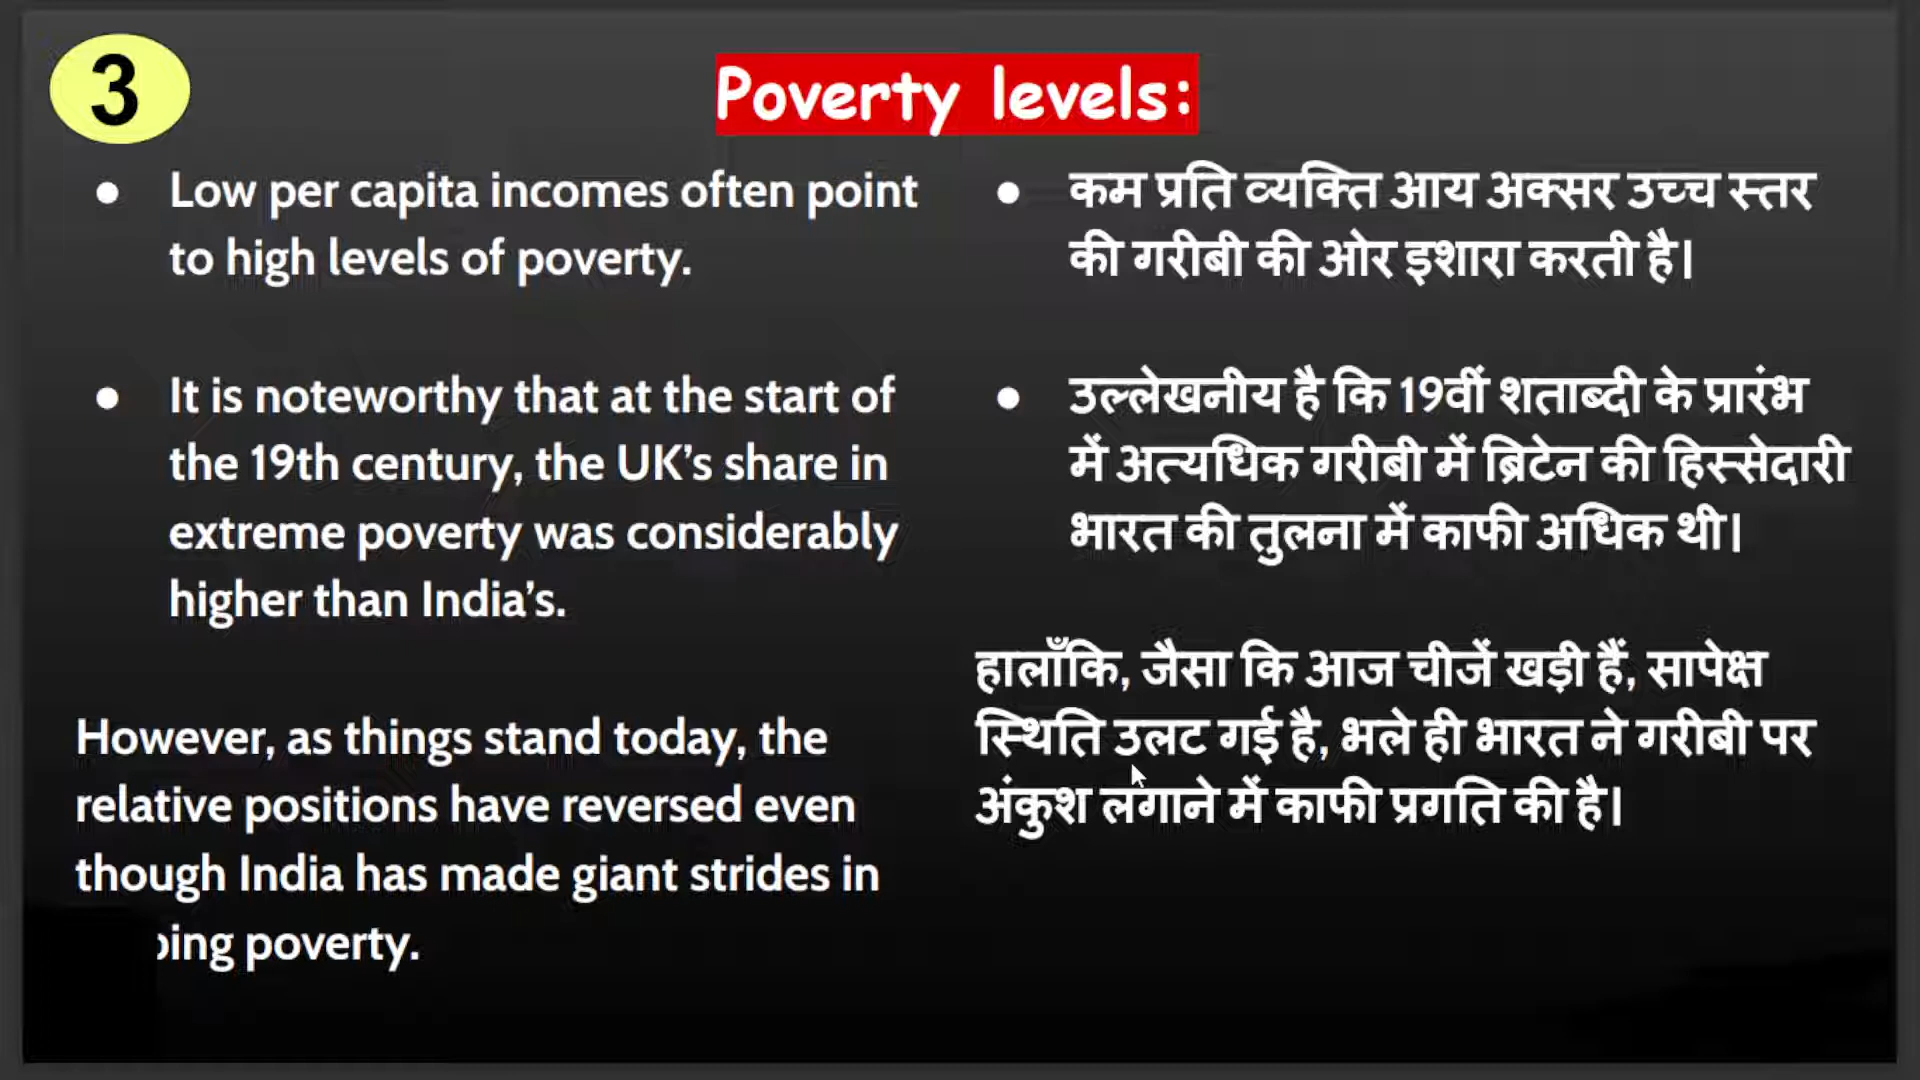 3
Poverty levels:
● Low per capita incomes often point
to high levels of poverty.
● It is noteworthy that at the start of
the 19th century, the UK's share in
extreme poverty was considerably
higher than India's.
However, as things stand today, the
relative positions have reversed even
though India has made giant strides in
poverty.
● कम प्रति व्यक्ति आय अक्सर उच्च स्तर
की गरीबी की ओर इशारा करती है।
● उल्लेखनीय है कि 19वीं शताब्दी के प्रारंभ
में अत्यधिक गरीबी में ब्रिटेन की हिस्सेदारी
भारत की तुलना में काफी अधिक थी।
हालाँकि, जैसा कि आज चीजें खड़ी हैं, सापेक्ष
स्थिति उलट गई है, भले ही भारत ने गरीबी पर
अंकुश लगाने में काफी प्रगति की है।